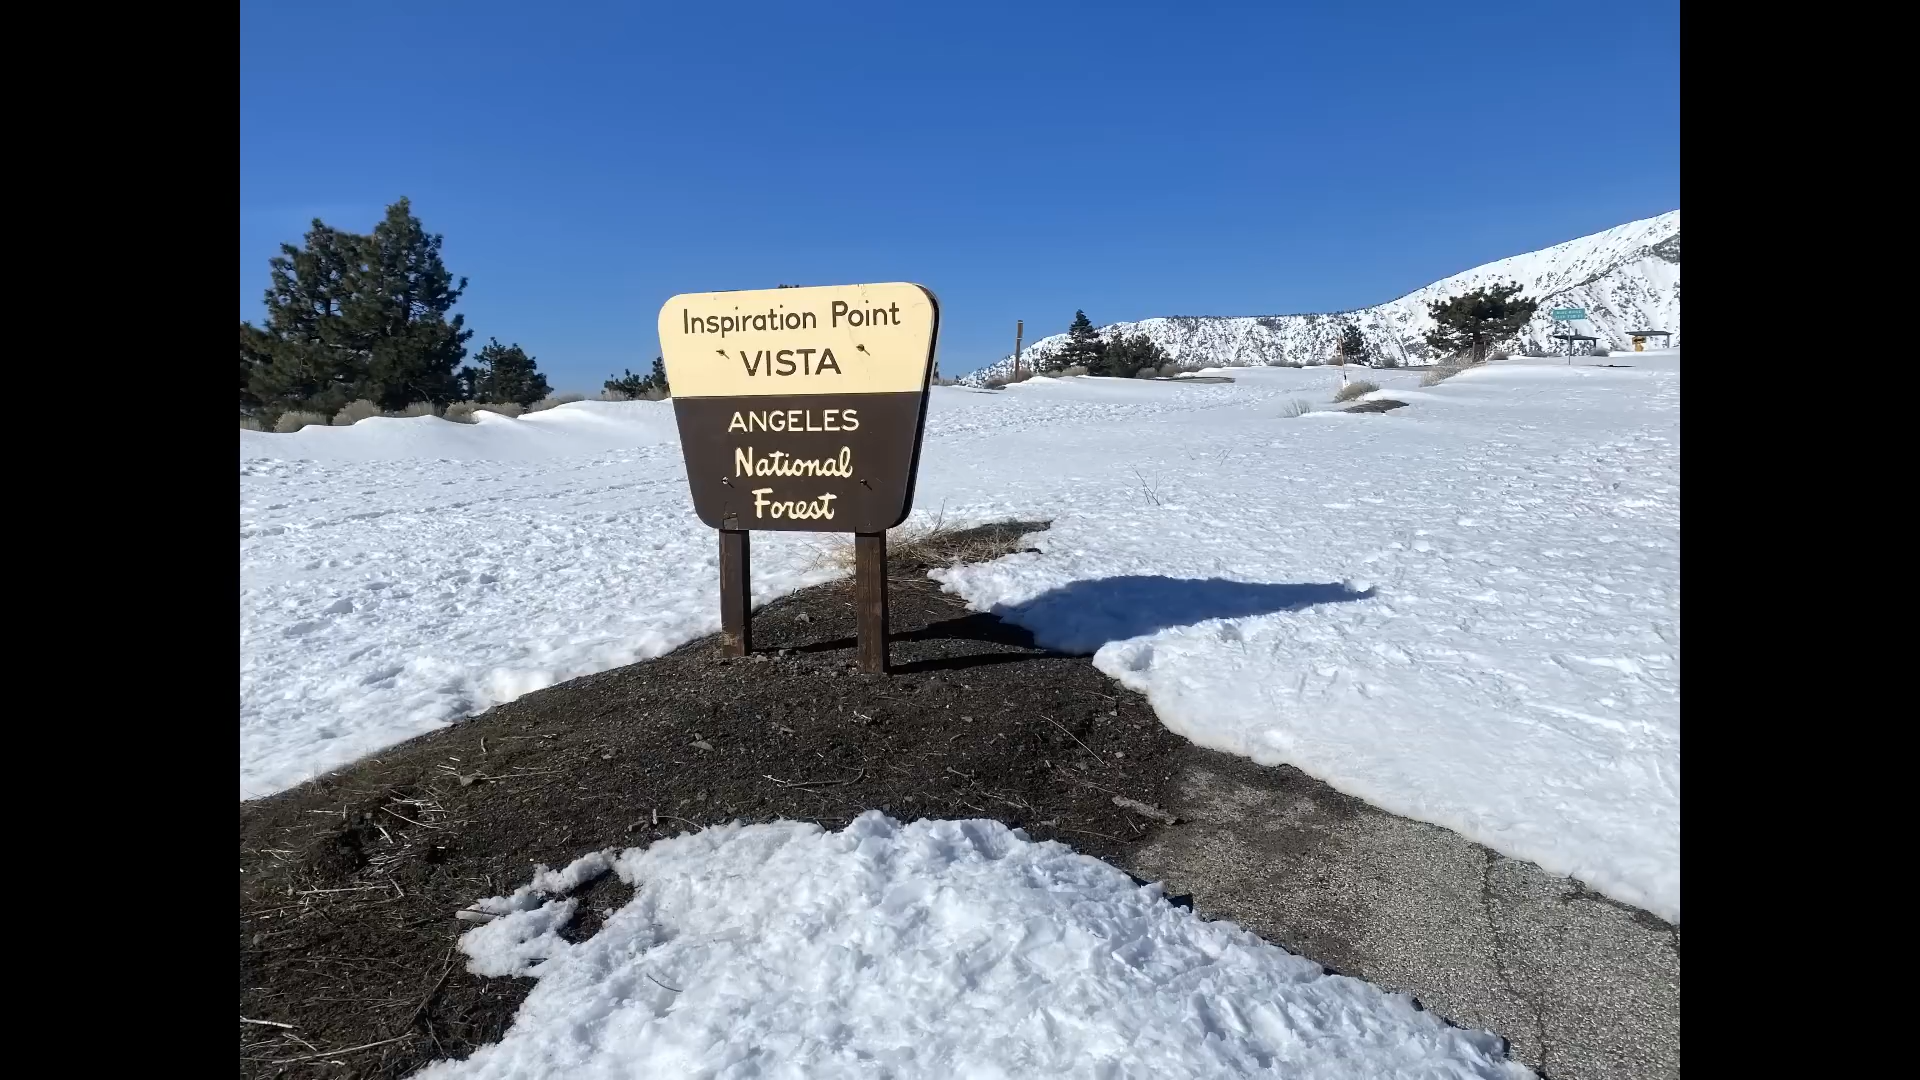 Inspiration Point
VISTA
ANGELES
National
Forest